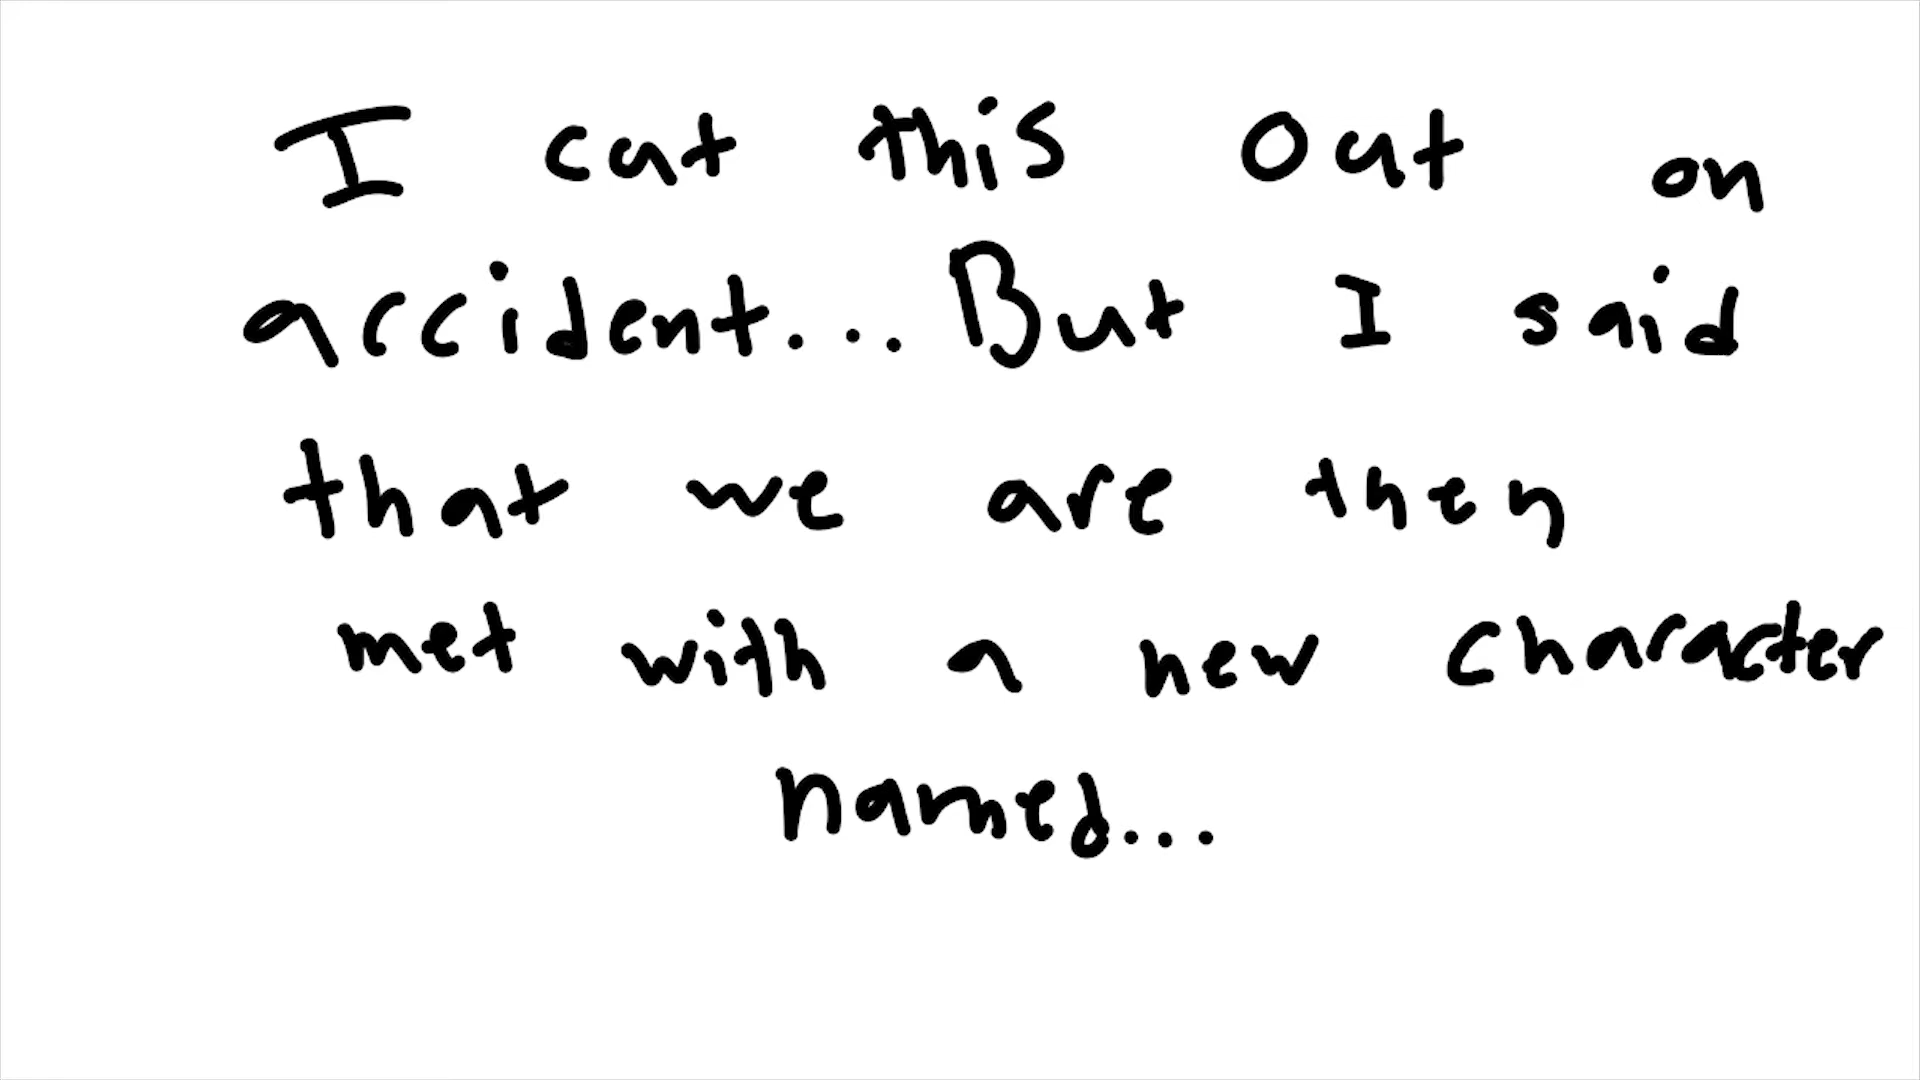 I cut this out on
accident... But I said
that we are then
met with a new character
named...